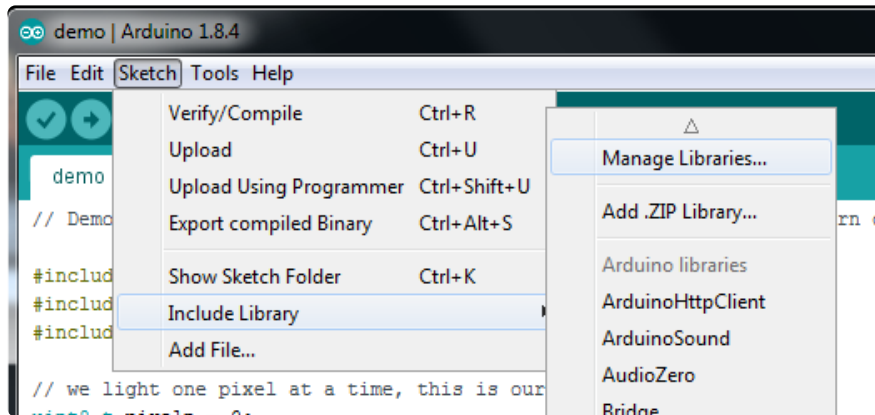 demo | Arduino 1.8.4
File Edit Sketch Tools Help
Verify/Compile Ctrl+R
Upload Ctrl+U
Upload Using Programmer Ctrl+Shift+U
Export compiled Binary Ctrl+Alt+S
Show Sketch Folder Ctrl+K
Include Library
Add File...
Manage Libraries...
Add .ZIP Library...
Arduino libraries
ArduinoHttpClient
ArduinoSound
AudioZero
Bridge
demo
// Demo
#includ
#includ
#includ
// we light one pixel at a time, this is our